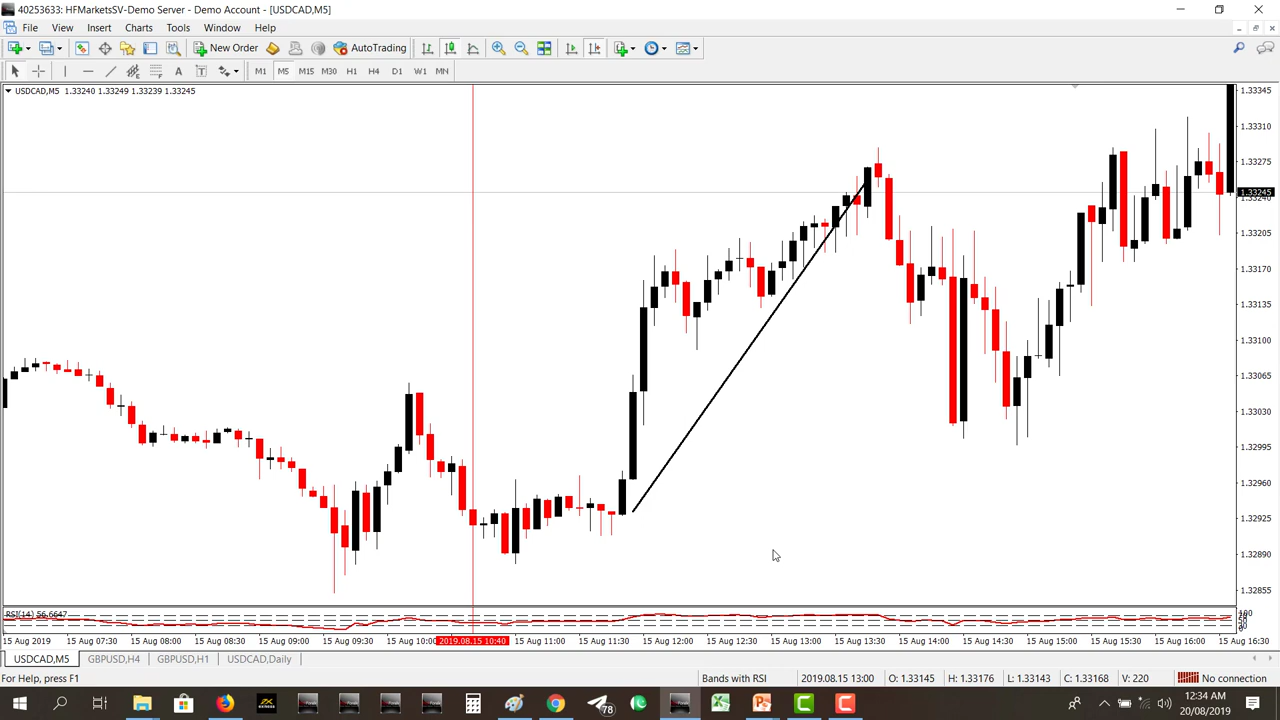 40253633: HFMarketsSV-Demo Server - Demo Account - [USDCAD,M5]
File View Insert Charts Tools Window Help
New Order AutoTrading
A T M1 M5 M15 M30 H1 H4 D1 W1 MN
USDCAD,M5 1.33240 1.33249 1.33239 1.33245
1.33345
1.33310
1.33275
1.33245
1.33240
1.33205
1.33170
1.33135
1.33100
1.33065
1.33030
1.32995
1.32960
1.32925
1.32890
1.32855
RSI(14) 56.6647
100
50
15 Aug 2019 15 Aug 07:30 15 Aug 08:00 15 Aug 08:30 15 Aug 09:00 15 Aug 09:30 15 Aug 10:00 2019.08.15 10:40 15 Aug 11:00 15 Aug 11:30 15 Aug 12:00 15 Aug 12:30 15 Aug 13:00 15 Aug 13:30 15 Aug 14:00 15 Aug 14:30 15 Aug 15:00 15 Aug 15:30 15 Aug 16:00 15 Aug 16:30
USDCAD,M5 GBPUSD,H4 GBPUSD,H1 USDCAD,Daily
For Help, press F1 Bands with RSI 2019.08.15 13:00 O: 1.33145 H: 1.33176 L: 1.33143 C: 1.33168 V: 220 No connection
78
12:34 AM
20/08/2019